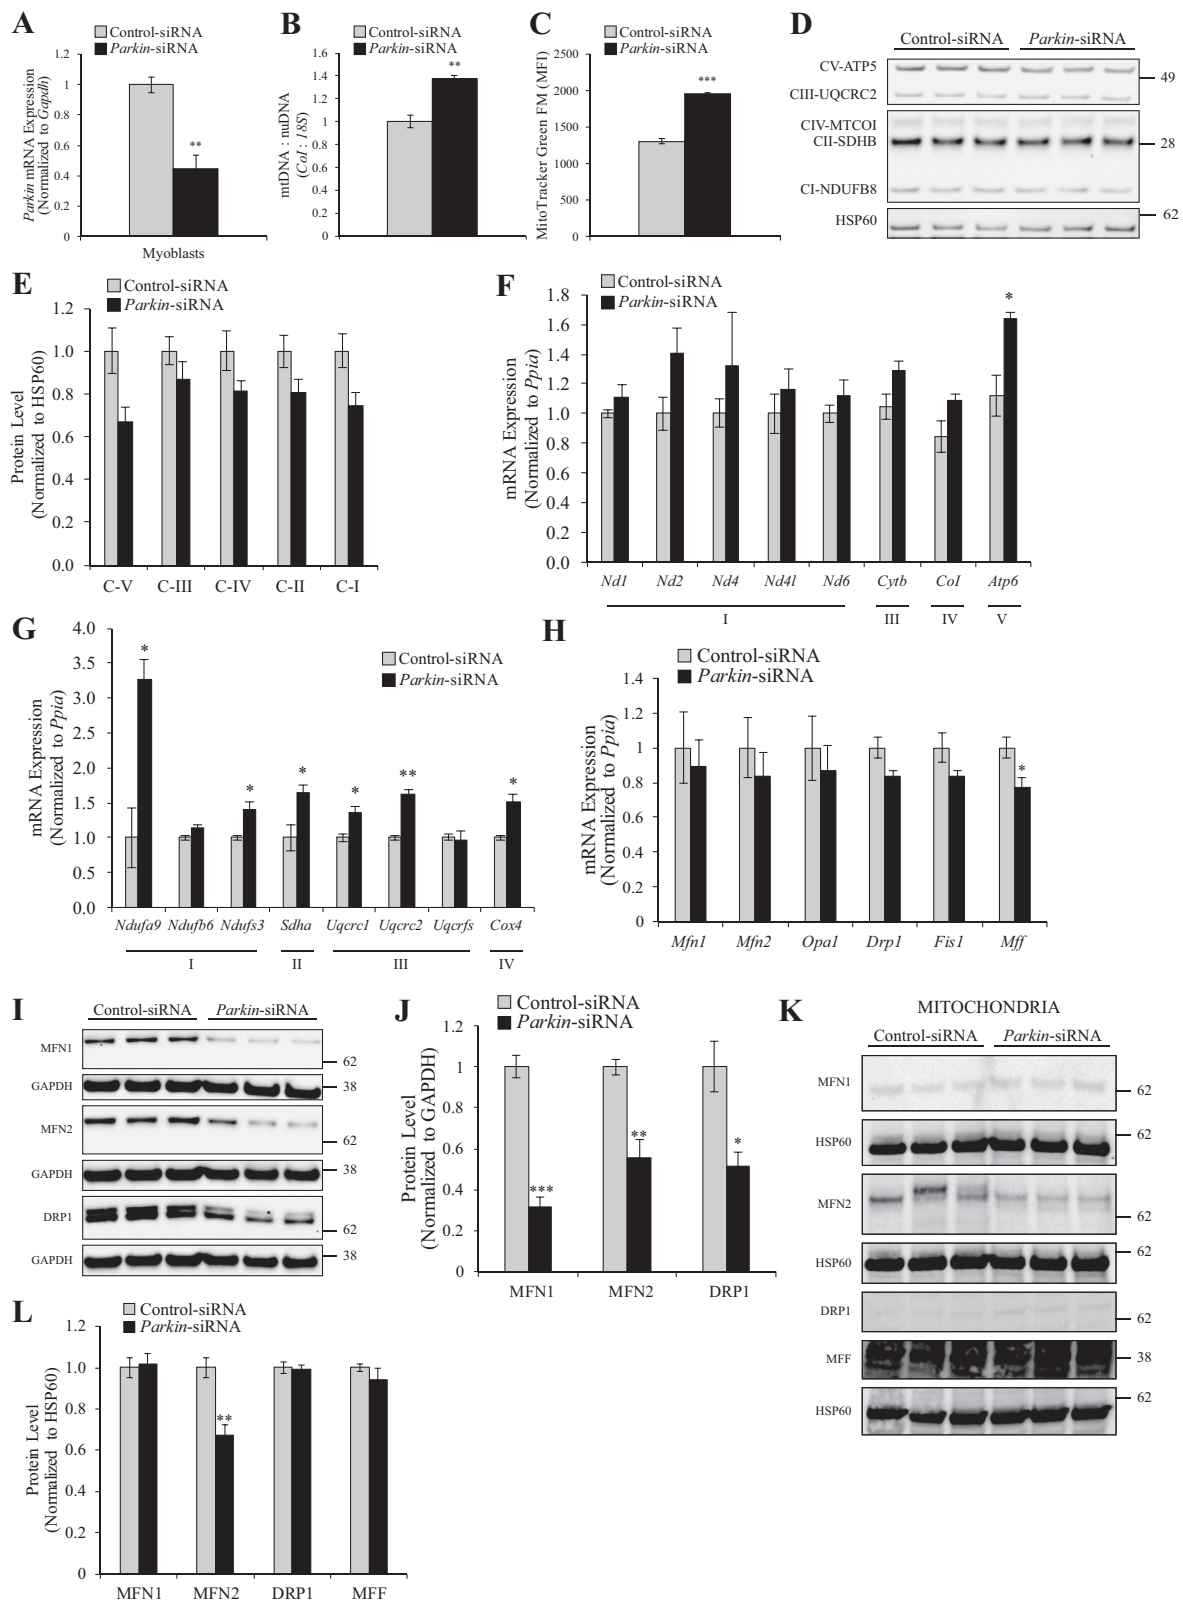 A
Control-siRNA
Parkin-siRNA
Parkin mRNA Expression
(Normalized to Gapdh)
1.2
1
0.8
0.6
0.4
0.2
0
**
Myoblasts
B
Control-siRNA
Parkin-siRNA
mtDNA : nuDNA
(CoI : 18S)
1.6
1.4
1.2
1
0.8
0.6
0.4
0.2
0
**
C
Control-siRNA
Parkin-siRNA
MitoTracker Green FM (MFI)
2500
2000
1500
1000
500
0
***
D
Control-siRNA Parkin-siRNA
CV-ATP5
49
CIII-UQCRC2
CIV-MTCOI
CII-SDHB
28
CI-NDUFB8
HSP60
62
E
Control-siRNA
Parkin-siRNA
Protein Level
(Normalized to HSP60)
1.2
1.0
0.8
0.6
0.4
0.2
0.0
C-V C-III C-IV C-II C-I
F
Control-siRNA
Parkin-siRNA
mRNA Expression
(Normalized to Ppia)
1.8
1.6
1.4
1.2
1.0
0.8
0.6
0.4
0.2
0.0
*
Nd1 Nd2 Nd4 Nd4l Nd6 Cytb CoI Atp6
I III IV V
G
Control-siRNA
Parkin-siRNA
mRNA Expression
(Normalized to Ppia)
4.0
3.5
3.0
2.5
2.0
1.5
1.0
0.5
0.0
* * * * ** *
Ndufa9 Ndufb6 Ndufs3 Sdha Uqcrc1 Uqcrc2 Uqcrfs Cox4
I II III IV
H
Control-siRNA
Parkin-siRNA
mRNA Expression
(Normalized to Ppia)
1.4
1.2
1
0.8
0.6
0.4
0.2
0
*
Mfn1 Mfn2 Opa1 Drp1 Fis1 Mff
I
Control-siRNA Parkin-siRNA
MFN1
62
GAPDH
38
MFN2
62
GAPDH
38
DRP1
62
GAPDH
38
J
Control-siRNA
Parkin-siRNA
Protein Level
(Normalized to GAPDH)
1.2
1
0.8
0.6
0.4
0.2
0
*** ** *
MFN1 MFN2 DRP1
K
MITOCHONDRIA
Control-siRNA Parkin-siRNA
MFN1
62
HSP60
62
MFN2
62
HSP60
62
DRP1
62
MFF
38
HSP60
62
L
Control-siRNA
Parkin-siRNA
Protein Level
(Normalized to HSP60)
1.2
1.0
0.8
0.6
0.4
0.2
0
**
MFN1 MFN2 DRP1 MFF